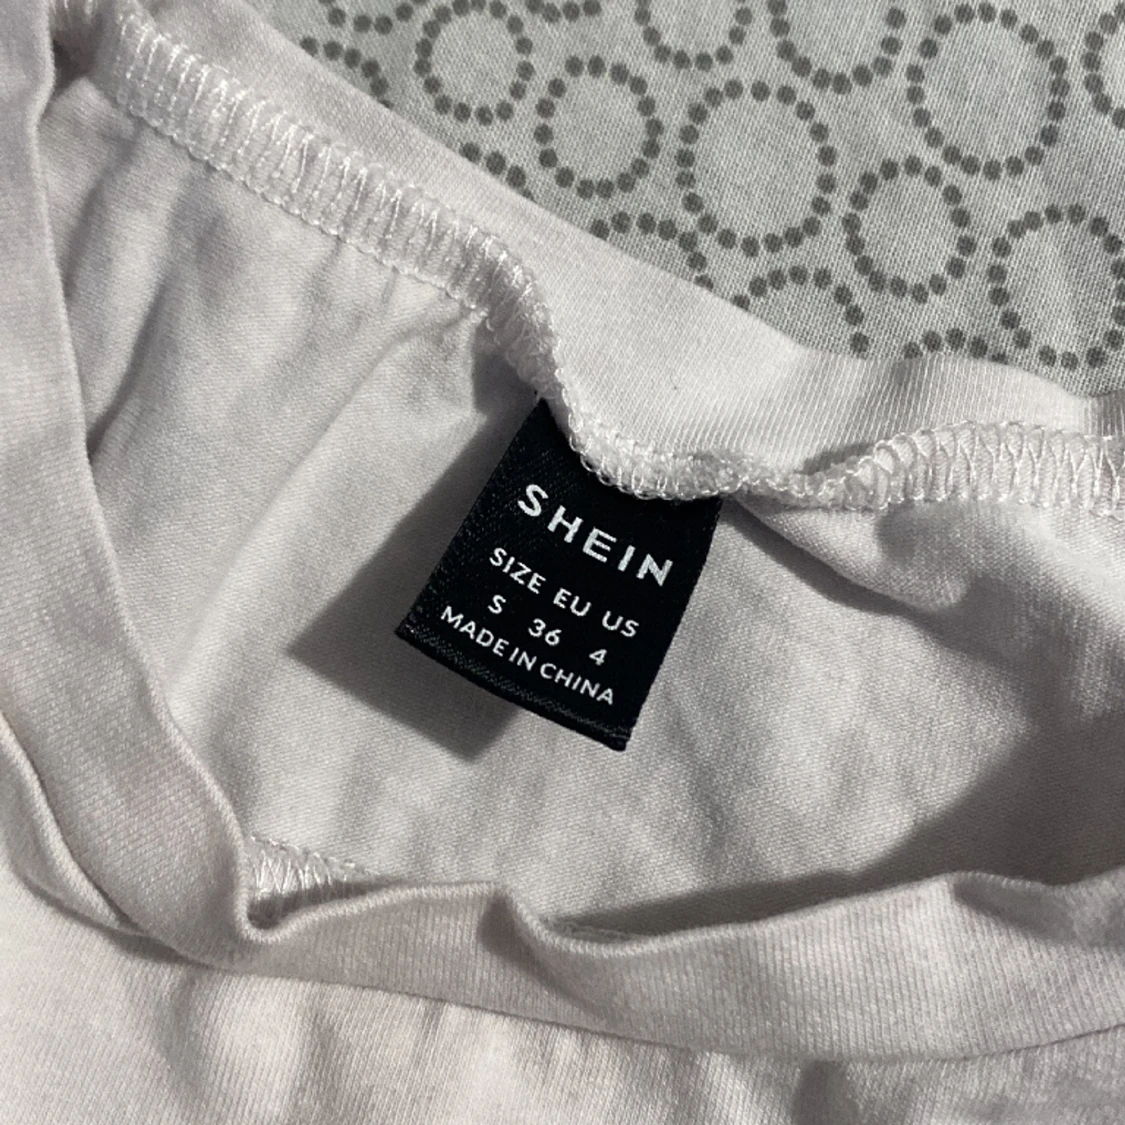 SHEIN
SIZE EU US
S 36 4
MADE IN CHINA